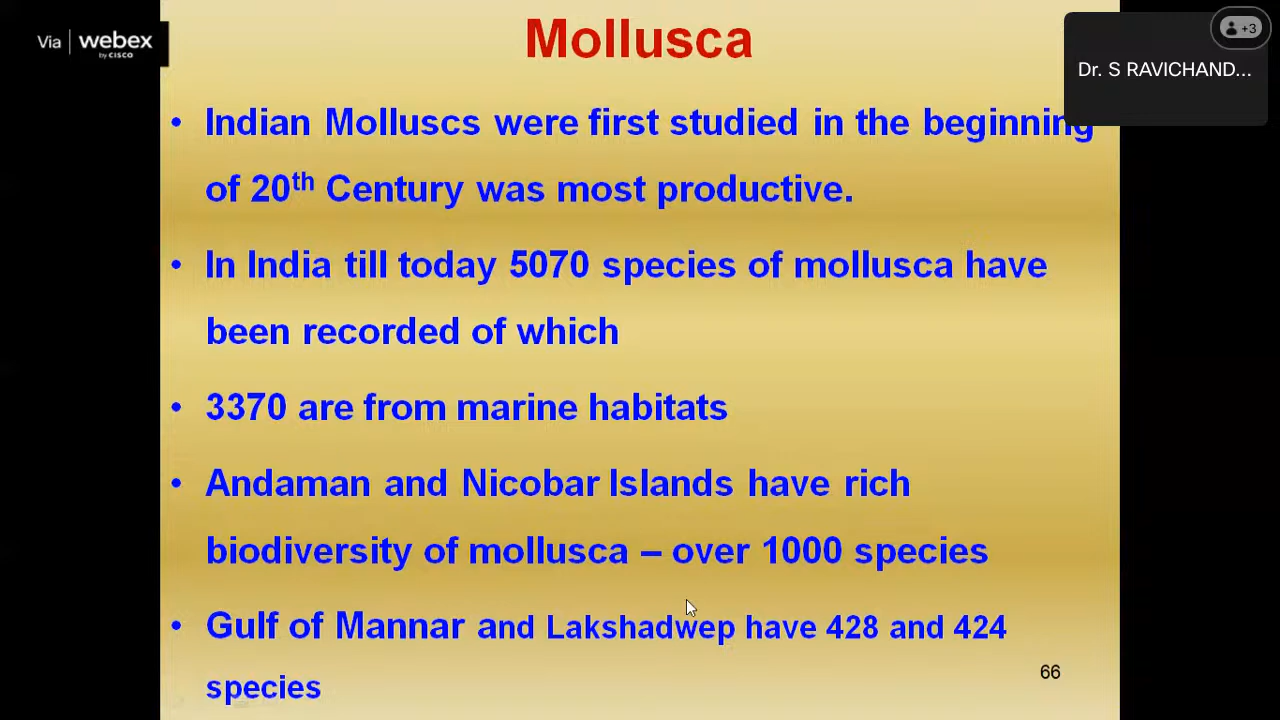 Via webex
by CISCO
+3
Dr. S RAVICHAND...
Mollusca
• Indian Molluscs were first studied in the beginning
of 20th Century was most productive.
• In India till today 5070 species of mollusca have
been recorded of which
• 3370 are from marine habitats
• Andaman and Nicobar Islands have rich
biodiversity of mollusca – over 1000 species
• Gulf of Mannar and Lakshadwep have 428 and 424
species
66